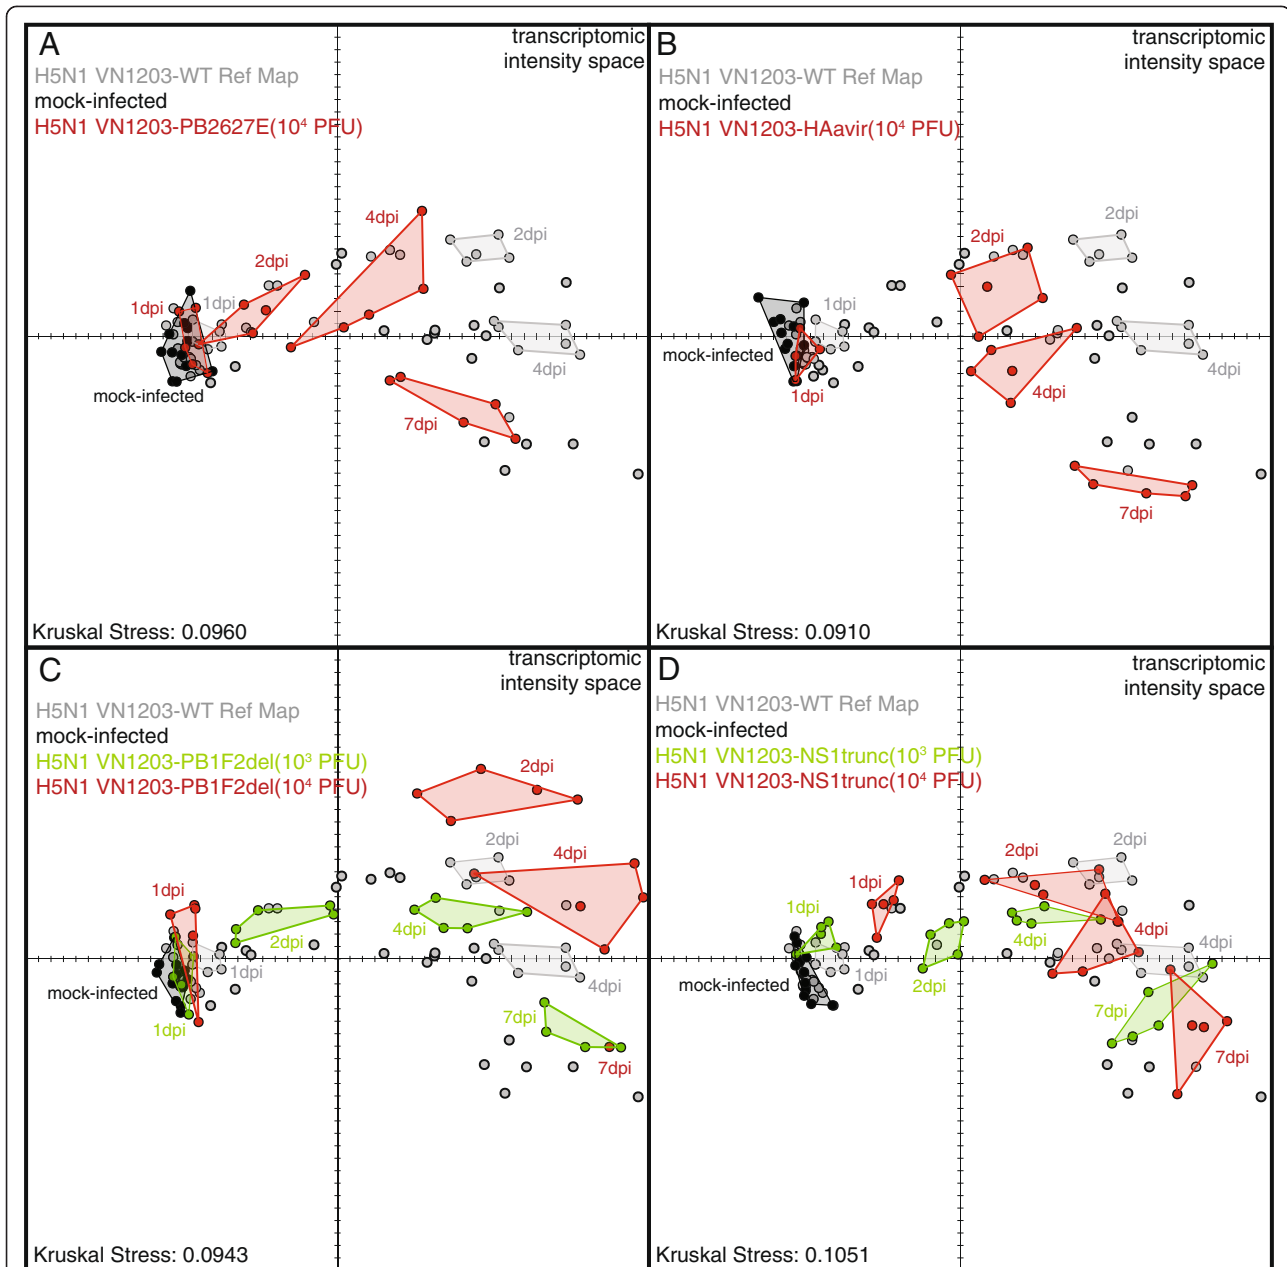 A
transcriptomic
intensity space
H5N1 VN1203-WT Ref Map
mock-infected
H5N1 VN1203-PB2627E(10⁴ PFU)
4dpi
2dpi
2dpi
1dpi
1dpi
mock-infected
4dpi
7dpi
Kruskal Stress: 0.0960
B
transcriptomic
intensity space
H5N1 VN1203-WT Ref Map
mock-infected
H5N1 VN1203-HAavir(10⁴ PFU)
2dpi
2dpi
1dpi
mock-infected
4dpi
1dpi
4dpi
7dpi
Kruskal Stress: 0.0910
C
transcriptomic
intensity space
H5N1 VN1203-WT Ref Map
mock-infected
H5N1 VN1203-PB1F2del(10³ PFU)
H5N1 VN1203-PB1F2del(10⁴ PFU)
2dpi
2dpi
4dpi
1dpi
4dpi
2dpi
1dpi
mock-infected
4dpi
1dpi
7dpi
7dpi
Kruskal Stress: 0.0943
D
transcriptomic
intensity space
H5N1 VN1203-WT Ref Map
mock-infected
H5N1 VN1203-NS1trunc(10³ PFU)
H5N1 VN1203-NS1trunc(10⁴ PFU)
2dpi
2dpi
1dpi
1dpi
4dpi
4dpi
4dpi
1dpi
mock-infected
2dpi
7dpi
7dpi
Kruskal Stress: 0.1051